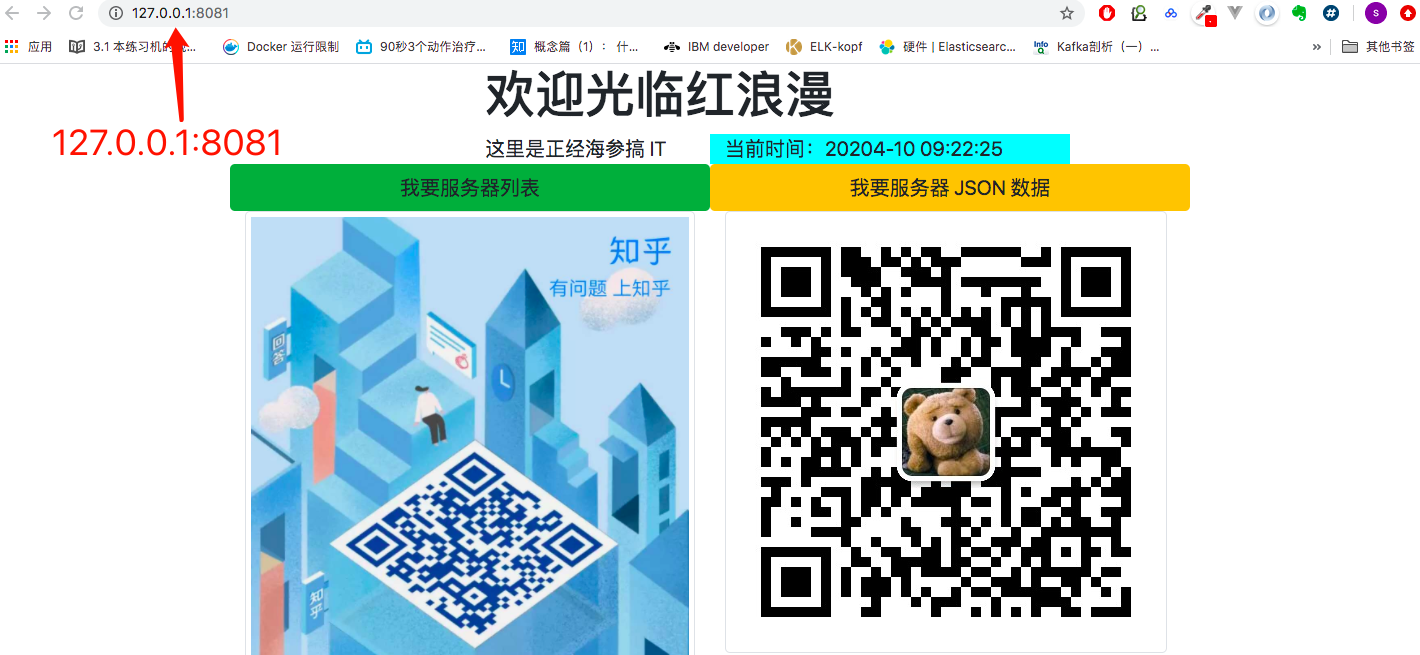 127.0.0.1:8081
应用 3.1 本练习机的说... Docker 运行限制 90秒3个动作治疗... 知 概念篇（1）：什... IBM developer ELK-kopf 硬件 | Elasticsearc... Info Q Kafka剖析（一）... » 其他书签
127.0.0.1:8081
欢迎光临红浪漫
这里是正经海参搞 IT 当前时间：20204-10 09:22:25
我要服务器列表 我要服务器 JSON 数据
知乎
有问题 上知乎
回答
知乎